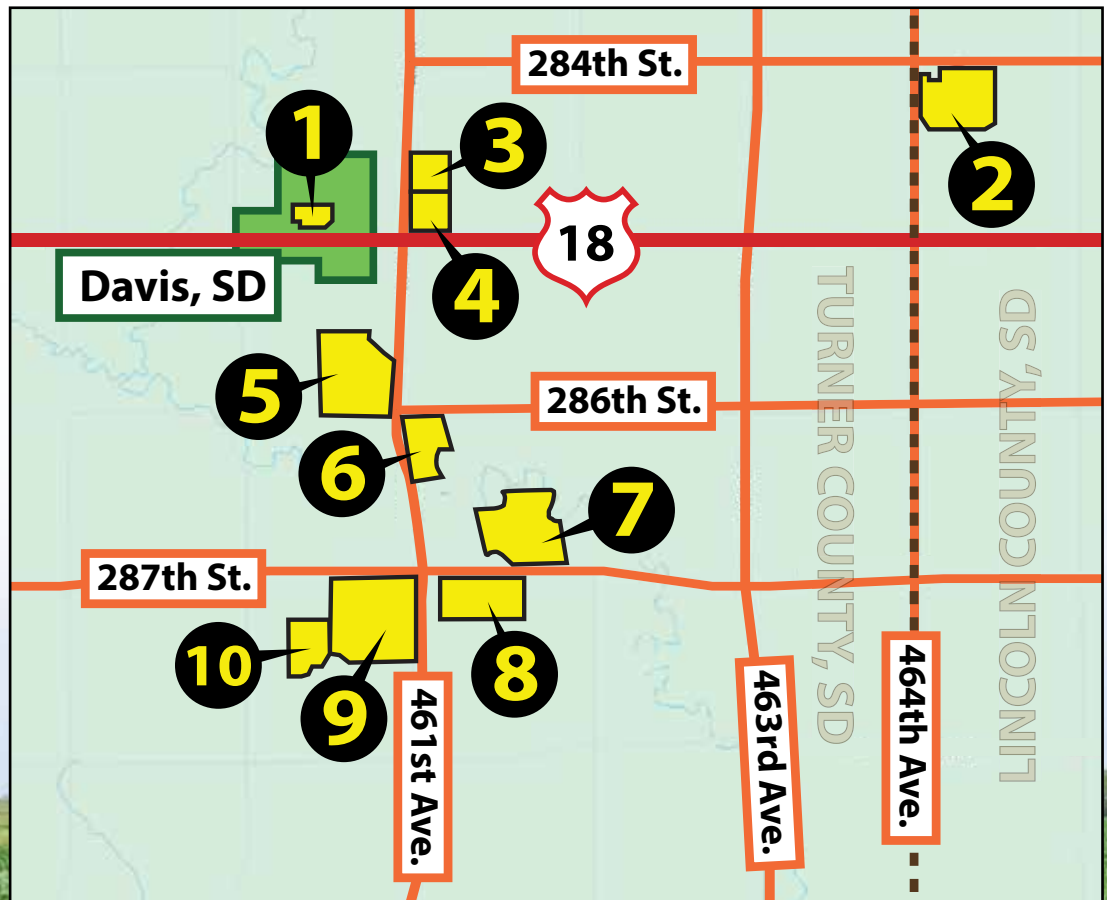 284th St.
1
3
2
18
Davis, SD
4
5
286th St.
6
7
287th St.
10
9
8
461st Ave.
463rd Ave.
464th Ave.
TURNER COUNTY, SD
LINCOLN COUNTY, SD